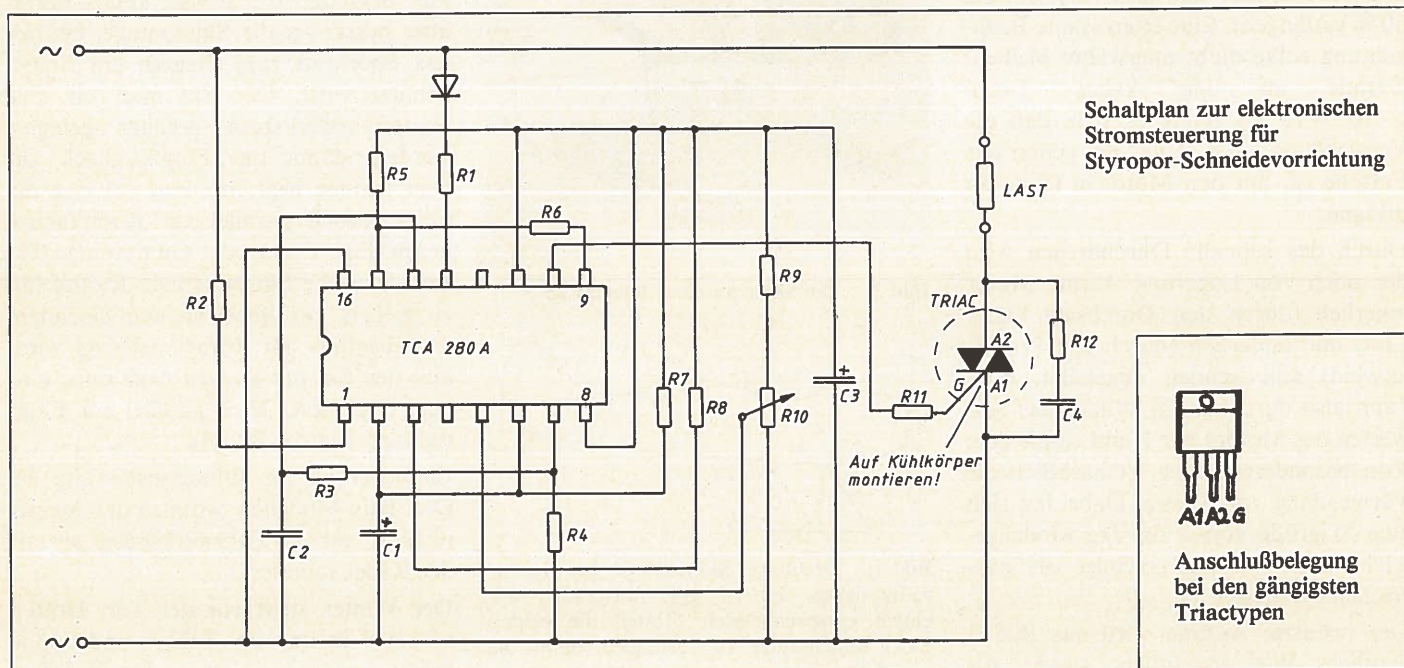 Schaltplan zur elektronischen
Stromsteuerung für
Styropor-Schneidevorrichtung
R5
R1
R6
LAST
R2
16
9
R9
TRIAC
A2
R12
TCA 280A
R7
R8
C3
+
G
A1
1
8
R10
R11
C4
R3
Auf Kühlkörper
montieren!
C2
+
C1
R4
A1 A2 G
Anschlußbelegung
bei den gängigsten
Triactypen